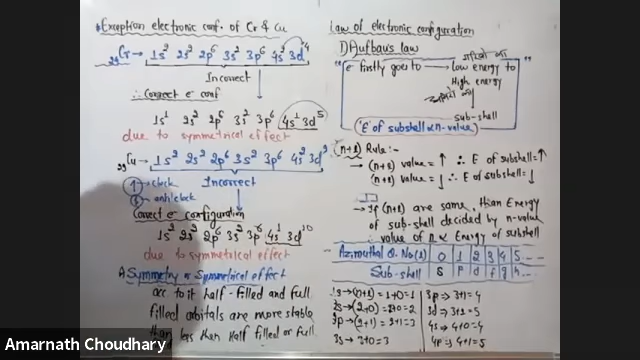 *Exception electronic conf. of Cr & Cu
₂₉Cr → 1s² 2s² 2p⁶ 3s² 3p⁶ 4s² 3d⁴
Incorrect
∴ Correct e⁻ conf
1s¹ 2s² 2p⁶ 3s² 3p⁶ 4s¹ 3d⁵
due to symmetrical effect
₂₉Cu → 1s² 2s² 2p⁶ 3s² 3p⁶ 4s² 3d⁹
clock
anti clock
Incorrect
Correct e⁻ configuration
1s² 2s² 2p⁶ 3s² 3p⁶ 4s¹ 3d¹⁰
due to symmetrical effect
Symmetry & Symmetrical effect
acc to it half-filled and full
filled orbitals are more stable
than less than Half filled or full
Law of electronic configuration
1) Aufbau's law
"e⁻ firstly goes to → Low energy to
High energy
sub-shell
('E' of subshell ∝ n-value)
(n+l) Rule:-
→ (n+l) value = ↑ ∴ E of subshell = ↑
(n+l) value = ↓ ∴ E of subshell = ↓
→ If (n+l) are same, than Energy
of sub-shell decided by n-value
∴ value of n ∝ Energy of subshell
Azimuthal Q. No(l) 0 1 2 3 4 5...
Sub-shell s p d f g h...
1s → (n+l) = 1+0=1
2s → (2+0) = 2+0=2
2p → (2+1) = 2+1=3
3s → 3+0=3
3p = 3+1=4
3d → 3+2=5
4s → 4+0=4
4P ⇒ 4+1=5
Amarnath Choudhary